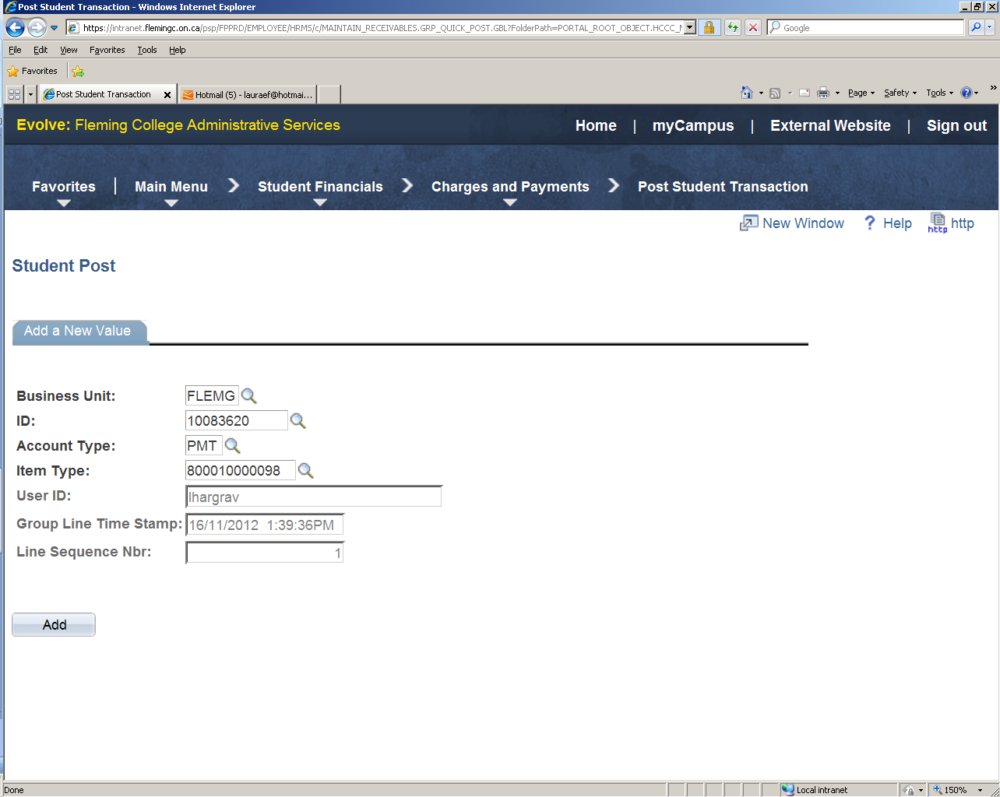 Post Student Transaction - Windows Internet Explorer
https://intranet.flemingc.on.ca/psp/FPPRD/EMPLOYEE/HRMS/c/MAINTAIN_RECEIVABLES.GRP_QUICK_POST.GBL?FolderPath=PORTAL_ROOT_OBJECT.HCCC_
Google
File Edit View Favorites Tools Help
Favorites
Post Student Transaction
Hotmail (5) - lauraef@hotmai...
Page Safety Tools
Evolve: Fleming College Administrative Services
Home | myCampus | External Website | Sign out
Favorites | Main Menu > Student Financials > Charges and Payments > Post Student Transaction
New Window ? Help http http
Student Post
Add a New Value
Business Unit: FLEMG
ID: 10083620
Account Type: PMT
Item Type: 800010000098
User ID: lhargrav
Group Line Time Stamp: 16/11/2012 1:39:36PM
Line Sequence Nbr: 1
Add
Done
Local intranet
150%